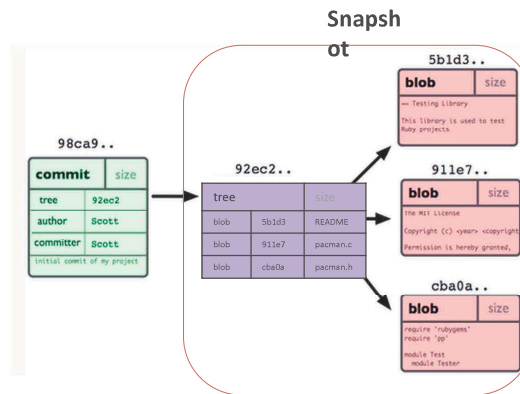 Snapsh
ot
98ca9..
commit size
tree 92ec2
author Scott
committer Scott
initial commit of my project
92ec2..
tree size
blob 5b1d3 README
blob 911e7 pacman.c
blob cba0a pacman.h
5b1d3..
blob size
== Testing Library
This library is used to test
Ruby projects
911e7..
blob size
The MIT License
Copyright (c) <year> <copyright
Permission is hereby granted,
cba0a..
blob size
require 'rubygems'
require 'pp'
module Test
module Tester